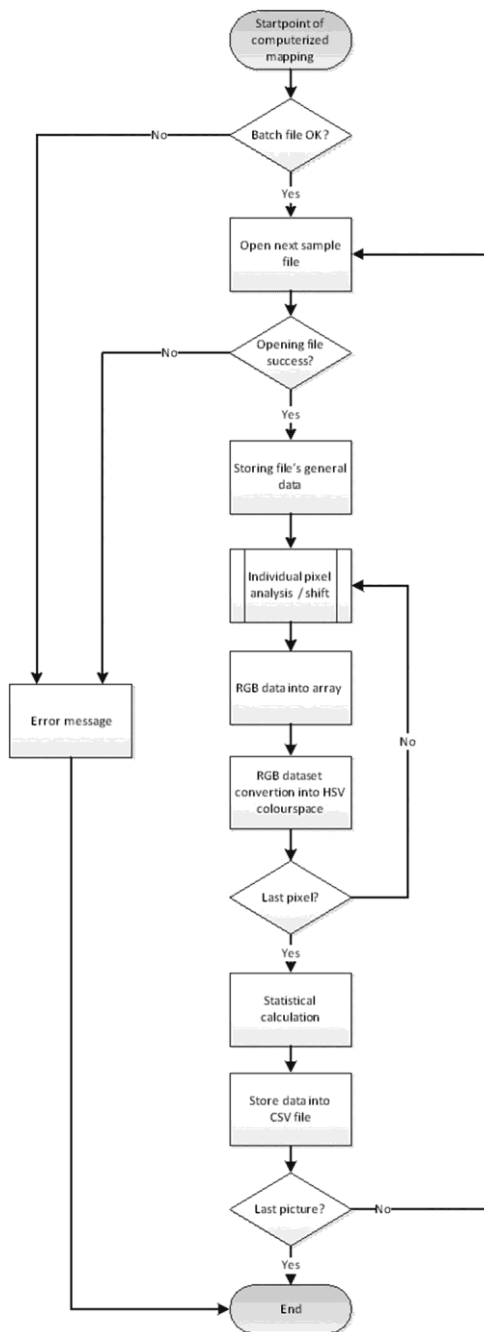 Startpoint of
computerized
mapping
No
Batch file OK?
Yes
Open next sample
file
No
Opening file
success?
Yes
Storing file's general
data
Individual pixel
analysis / shift
RGB data into array
Error message
No
RGB dataset
convertion into HSV
colourspace
Last pixel?
Yes
Statistical
calculation
Store data into
CSV file
Last picture?
No
Yes
End